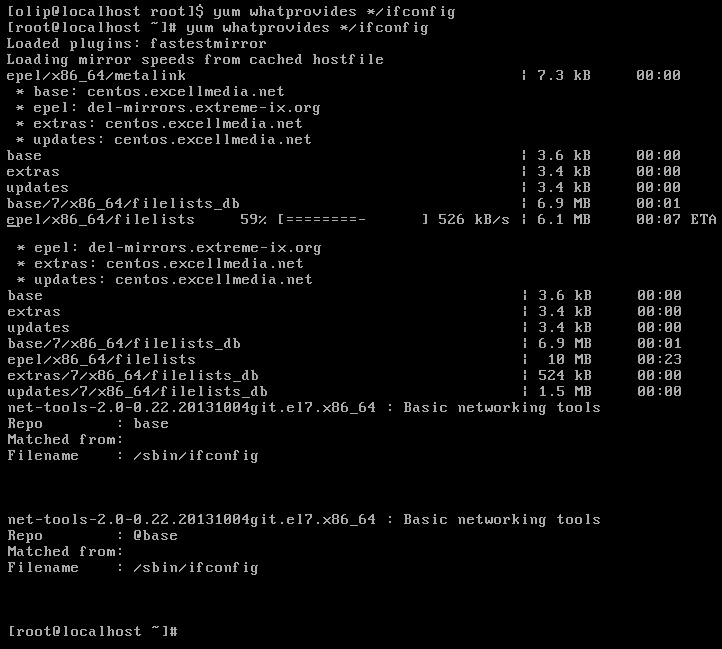 [olip@localhost root]$ yum whatprovides */ifconfig
[root@localhost ~]# yum whatprovides */ifconfig
Loaded plugins: fastestmirror
Loading mirror speeds from cached hostfile
epel/x86_64/metalink | 7.3 kB 00:00
* base: centos.excellmedia.net
* epel: del-mirrors.extreme-ix.org
* extras: centos.excellmedia.net
* updates: centos.excellmedia.net
base | 3.6 kB 00:00
extras | 3.4 kB 00:00
updates | 3.4 kB 00:00
base/7/x86_64/filelists_db | 6.9 MB 00:01
epel/x86_64/filelists 59% [========- ] 526 kB/s | 6.1 MB 00:07 ETA
* epel: del-mirrors.extreme-ix.org
* extras: centos.excellmedia.net
* updates: centos.excellmedia.net
base | 3.6 kB 00:00
extras | 3.4 kB 00:00
updates | 3.4 kB 00:00
base/7/x86_64/filelists_db | 6.9 MB 00:01
epel/x86_64/filelists | 10 MB 00:23
extras/7/x86_64/filelists_db | 524 kB 00:00
updates/7/x86_64/filelists_db | 1.5 MB 00:00
net-tools-2.0-0.22.20131004git.el7.x86_64 : Basic networking tools
Repo : base
Matched from:
Filename : /sbin/ifconfig
net-tools-2.0-0.22.20131004git.el7.x86_64 : Basic networking tools
Repo : @base
Matched from:
Filename : /sbin/ifconfig
[root@localhost ~]#